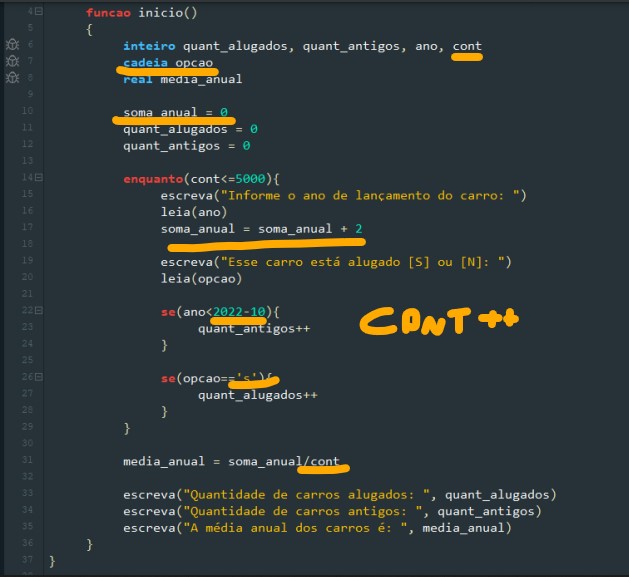 4 funcao inicio()
5 {
6 inteiro quant_alugados, quant_antigos, ano, cont
7 cadeia opcao
8 real media_anual
9
10 soma_anual = 0
11 quant_alugados = 0
12 quant_antigos = 0
13
14 enquanto(cont<=5000){
15 escreva("Informe o ano de lançamento do carro: ")
16 leia(ano)
17 soma_anual = soma_anual + 2
18
19 escreva("Esse carro está alugado [S] ou [N]: ")
20 leia(opcao)
21
22 se(ano<2022-10){
23 quant_antigos++
CONT++
24 }
25
26 se(opcao=='s'){
27 quant_alugados++
28 }
29 }
30
31 media_anual = soma_anual/cont
32
33 escreva("Quantidade de carros alugados: ", quant_alugados)
34 escreva("Quantidade de carros antigos: ", quant_antigos)
35 escreva("A média anual dos carros é: ", media_anual)
36 }
37 }